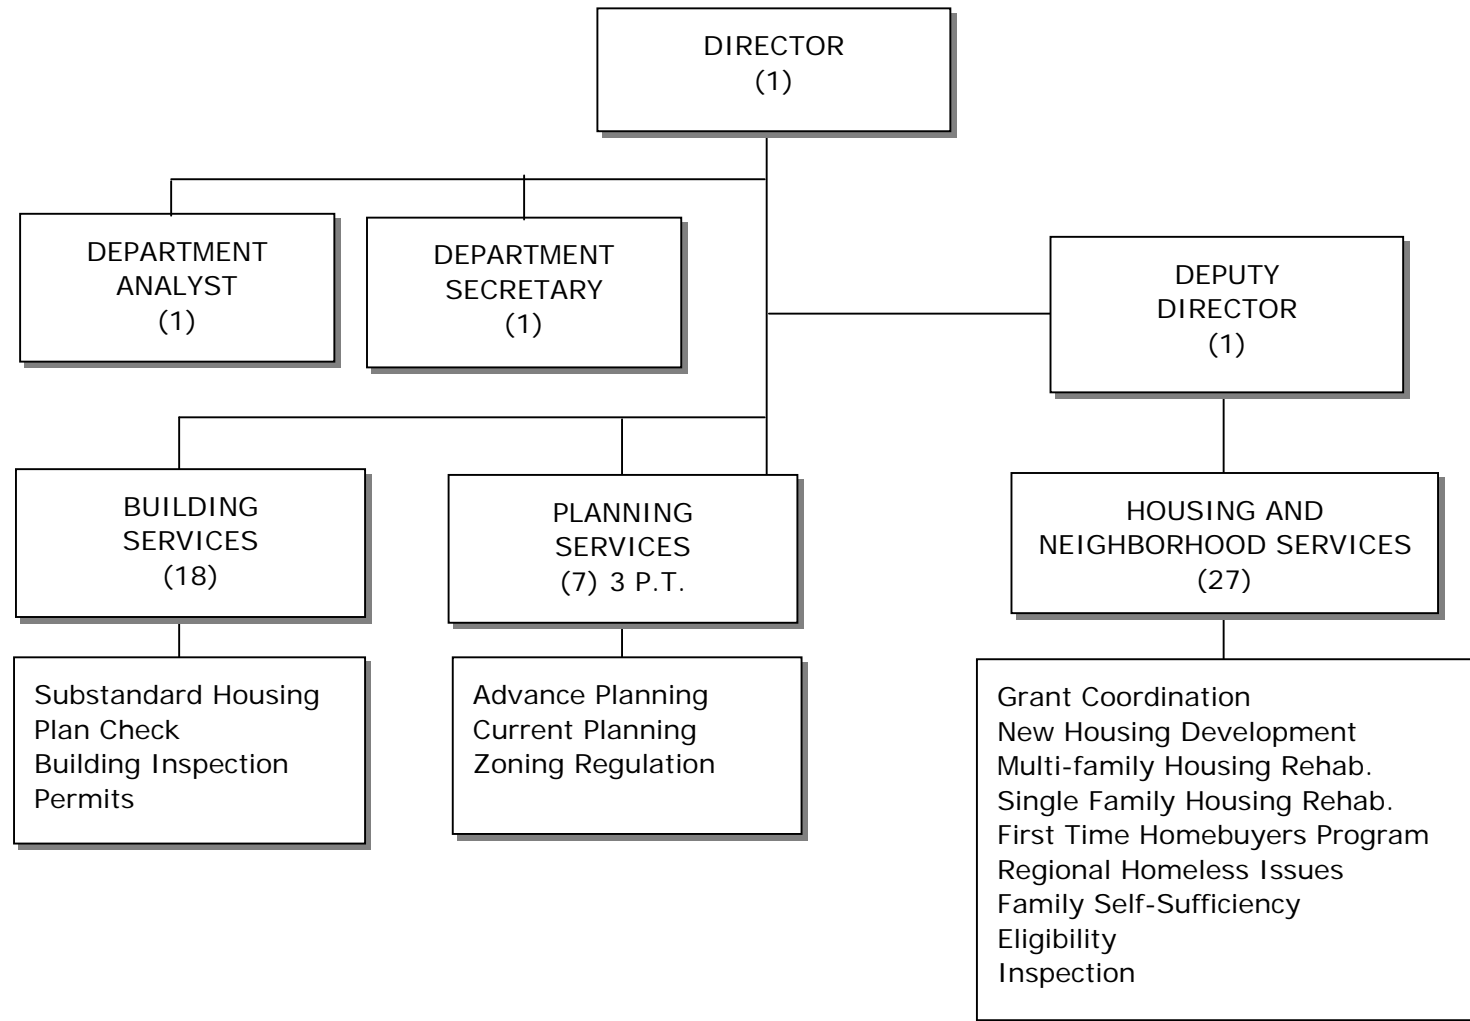 DIRECTOR
(1)
DEPARTMENT
ANALYST
(1)
DEPARTMENT
SECRETARY
(1)
DEPUTY
DIRECTOR
(1)
BUILDING
SERVICES
(18)
PLANNING
SERVICES
(7) 3 P.T.
HOUSING AND
NEIGHBORHOOD SERVICES
(27)
Substandard Housing
Plan Check
Building Inspection
Permits
Advance Planning
Current Planning
Zoning Regulation
Grant Coordination
New Housing Development
Multi-family Housing Rehab.
Single Family Housing Rehab.
First Time Homebuyers Program
Regional Homeless Issues
Family Self-Sufficiency
Eligibility
Inspection